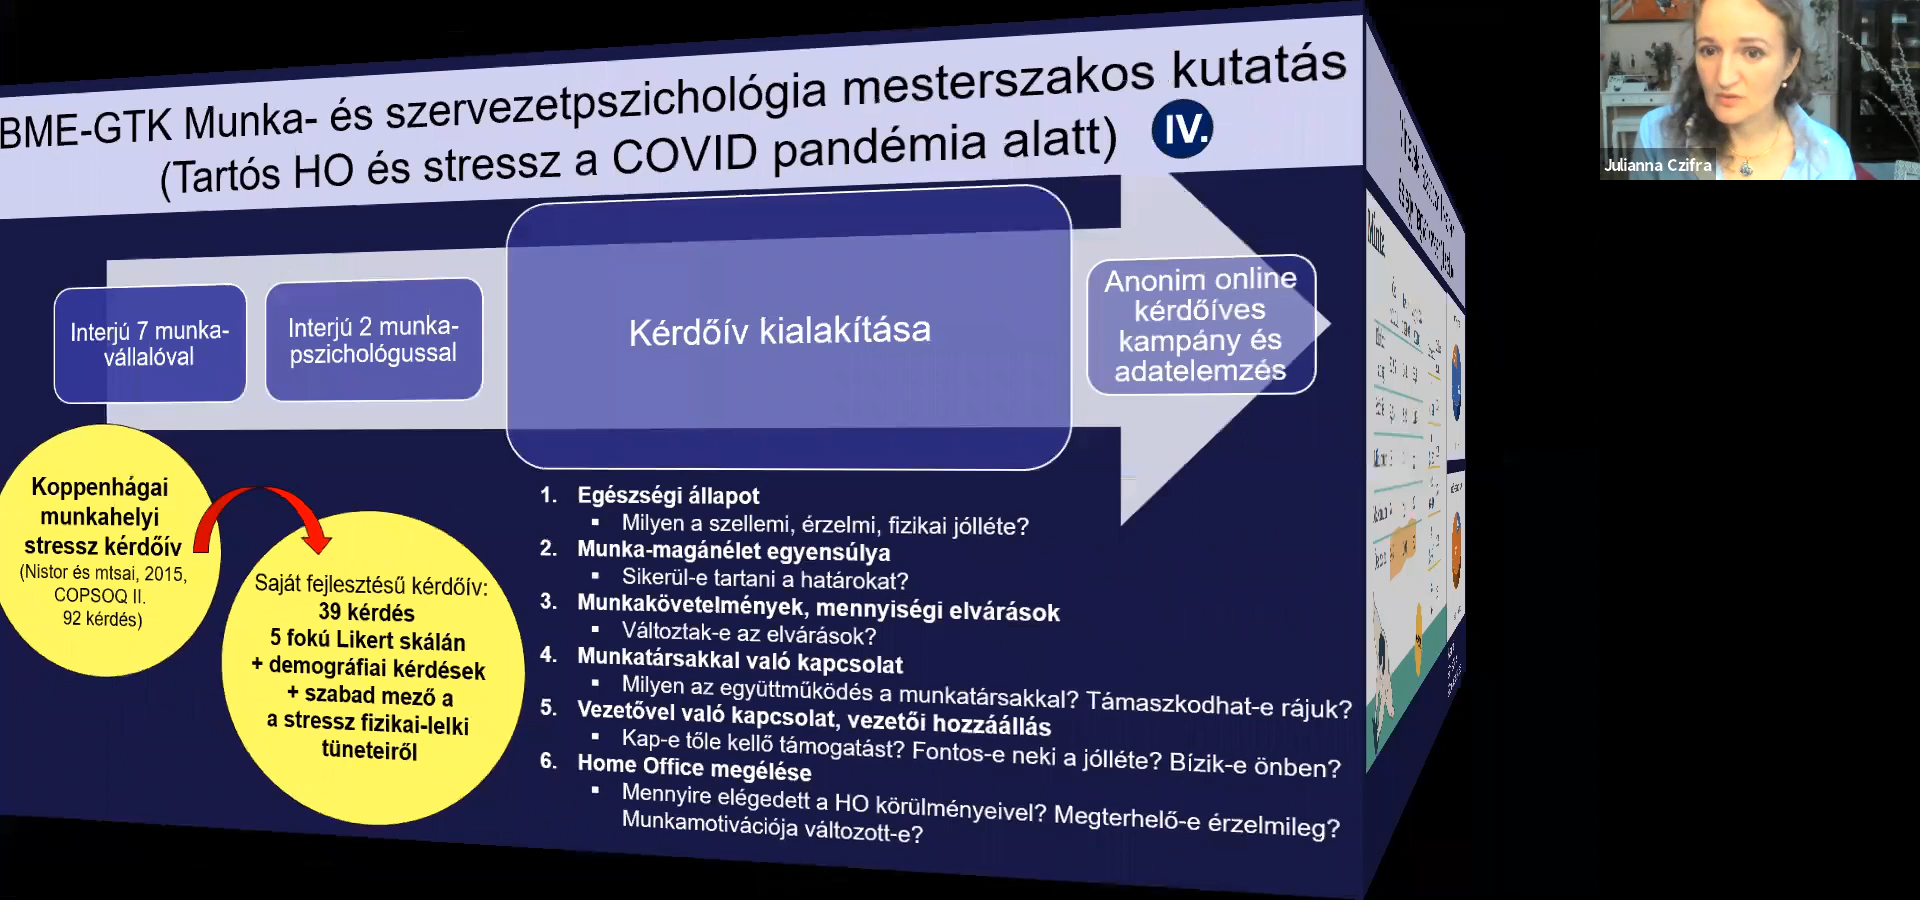 BME-GTK Munka- és szervezetpszichológia mesterszakos kutatás
(Tartós HO és stressz a COVID pandémia alatt)
IV.
Julianna Czifra
Interjú 7 munka-
vállalóval
Interjú 2 munka-
pszichológussal
Kérdőív kialakítása
Anonim online
kérdőíves
kampány és
adatelemzés
Koppenhágai
munkahelyi
stressz kérdőív
(Nistor és mtsai, 2015,
COPSOQ II.
92 kérdés)
Saját fejlesztésű kérdőív:
39 kérdés
5 fokú Likert skálán
+ demográfiai kérdések
+ szabad mező a
a stressz fizikai-lelki
tüneteiről
1. Egészségi állapot
▪ Milyen a szellemi, érzelmi, fizikai jólléte?
2. Munka-magánélet egyensúlya
▪ Sikerül-e tartani a határokat?
3. Munkakövetelmények, mennyiségi elvárások
▪ Változtak-e az elvárások?
4. Munkatársakkal való kapcsolat
▪ Milyen az együttműködés a munkatársakkal? Támaszkodhat-e rájuk?
5. Vezetővel való kapcsolat, vezetői hozzáállás
▪ Kap-e tőle kellő támogatást? Fontos-e neki a jólléte? Bízik-e önben?
6. Home Office megélése
▪ Mennyire elégedett a HO körülményeivel? Megterhelő-e érzelmileg?
Munkamotivációja változott-e?
Minta